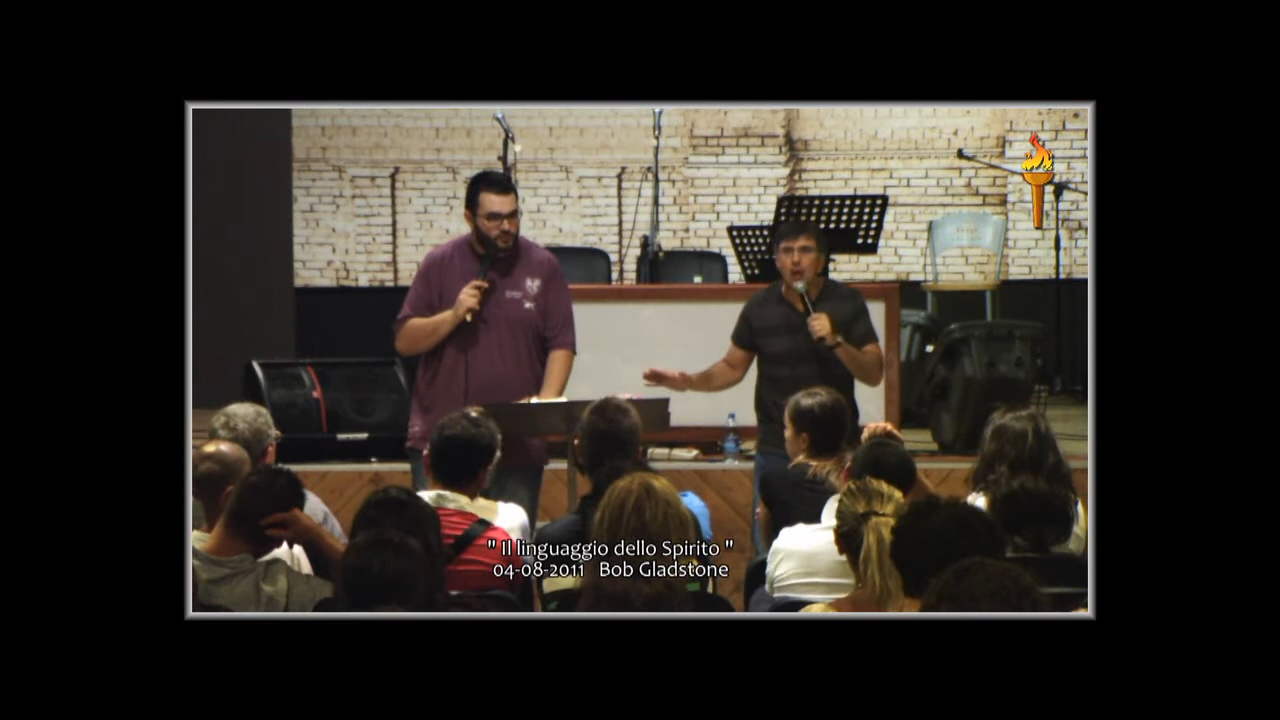 " Il linguaggio dello Spirito "
04-08-2011 Bob Gladstone